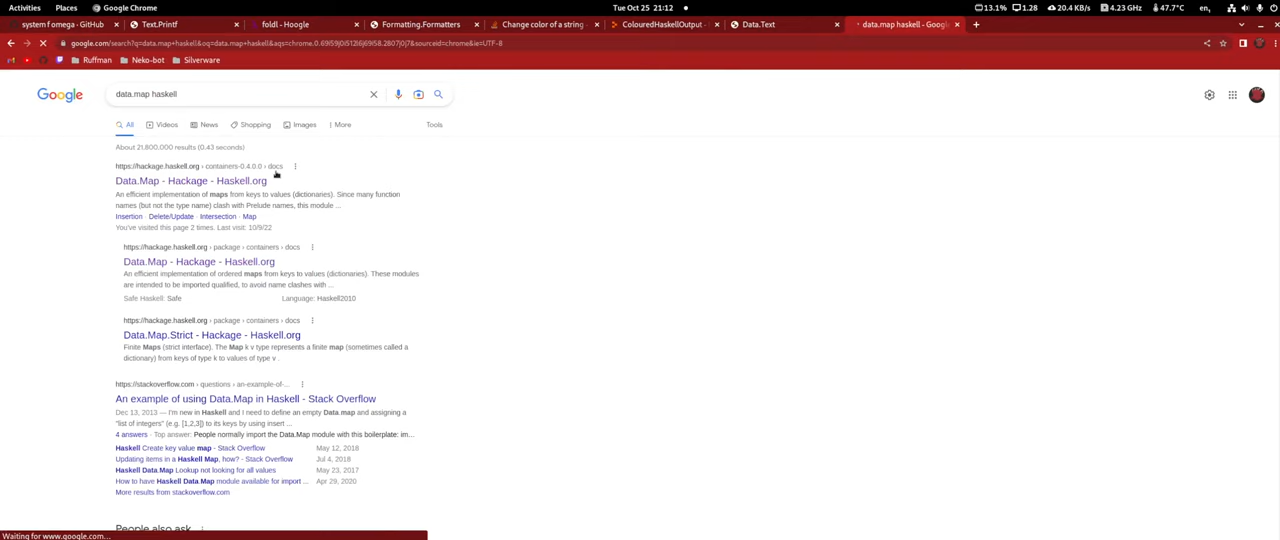 Activities Places Google Chrome Tue Oct 25 21:12 13.1% 1.28 20.4 KB/s 4.23 GHz 47.7°C en,
system f omega - GitHub Text.Printf foldl - Hoogle Formatting.Formatters Change color of a string ColouredHaskellOutput - Data.Text data.map haskell - Google
google.com/search?q=data.map+haskell&oq=data.map+haskell&aqs=chrome.0.69i59j0i512l6j69i58.2807j0j7&sourceid=chrome&ie=UTF-8
Ruffman Neko-bot Silverware
Google data.map haskell
All Videos News Shopping Images More Tools
About 21,800,000 results (0.43 seconds)
https://hackage.haskell.org › containers-0.4.0.0 › docs
Data.Map - Hackage - Haskell.org
An efficient implementation of maps from keys to values (dictionaries). Since many function
names (but not the type name) clash with Prelude names, this module ...
Insertion · Delete/Update · Intersection · Map
You've visited this page 2 times. Last visit: 10/9/22
https://hackage.haskell.org › package › containers › docs
Data.Map - Hackage - Haskell.org
An efficient implementation of ordered maps from keys to values (dictionaries). These modules
are intended to be imported qualified, to avoid name clashes with ...
Safe Haskell: Safe Language: Haskell2010
https://hackage.haskell.org › package › containers › docs
Data.Map.Strict - Hackage - Haskell.org
Finite Maps (strict interface). The Map k v type represents a finite map (sometimes called a
dictionary) from keys of type k to values of type v .
https://stackoverflow.com › questions › an-example-of-...
An example of using Data.Map in Haskell - Stack Overflow
Dec 13, 2013 — I'm new in Haskell and I need to define an empty Data.map and assigning a
"list of integers" (e.g. [1,2,3]) to its keys by using insert ...
4 answers · Top answer: People normally import the Data.Map module with this boilerplate: im...
Haskell Create key value map - Stack Overflow May 12, 2018
Updating items in a Haskell Map, how? - Stack Overflow Jul 4, 2018
Haskell Data.Map Lookup not looking for all values May 23, 2017
How to have Haskell Data.Map module available for import ... Apr 29, 2020
More results from stackoverflow.com
People also ask
Waiting for www.google.com...